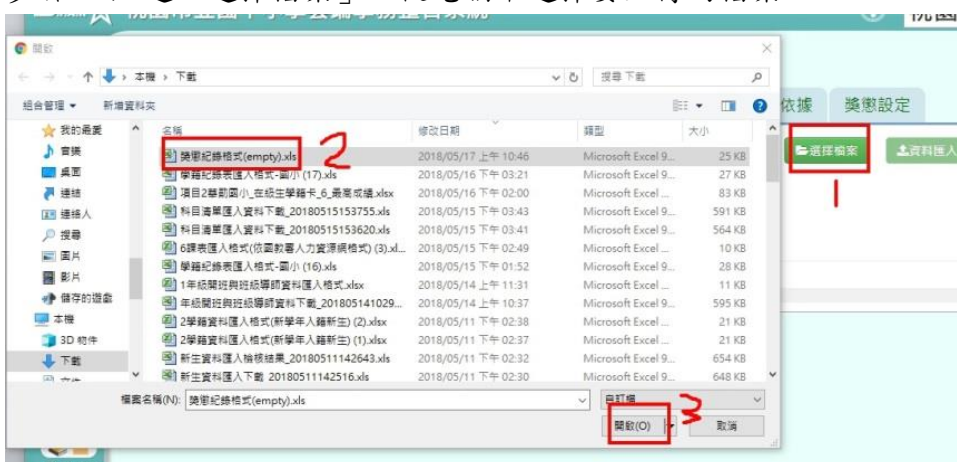 開啟
本機 › 下載
搜尋 下載
組合管理 新增資料夾
依據 獎懲設定
我的最愛
音樂
桌面
連結
連絡人
搜尋
圖片
影片
儲存的遊戲
本機
3D 物件
下載
名稱 修改日期 類型 大小
獎懲紀錄格式(empty).xls 2018/05/17 上午 10:46 Microsoft Excel 9... 25 KB
學籍紀錄表匯入格式-國小 (17).xls 2018/05/16 下午 03:21 Microsoft Excel 9... 27 KB
項目2華勛國小_在級生學籍卡_6_最高成績.xlsx 2018/05/16 下午 02:00 Microsoft Excel ... 83 KB
科目清單匯入資料下載_20180515153755.xls 2018/05/15 下午 03:43 Microsoft Excel 9... 591 KB
科目清單匯入資料下載_20180515153620.xls 2018/05/15 下午 03:41 Microsoft Excel 9... 564 KB
6課表匯入格式(依國教署人力資源網格式) (3).xl... 2018/05/15 下午 02:49 Microsoft Excel ... 10 KB
學籍紀錄表匯入格式-國小 (16).xls 2018/05/15 下午 01:52 Microsoft Excel 9... 28 KB
1年級開班與班級導師資料匯入格式.xlsx 2018/05/14 上午 11:31 Microsoft Excel ... 11 KB
年級開班與班級導師資料下載_201805141029... 2018/05/14 上午 10:37 Microsoft Excel 9... 595 KB
2學籍資料匯入格式(新學年入籍新生) (2).xlsx 2018/05/11 下午 02:38 Microsoft Excel ... 21 KB
2學籍資料匯入格式(新學年入籍新生) (1).xlsx 2018/05/11 下午 02:37 Microsoft Excel ... 21 KB
新生資料匯入檢核結果_20180511142643.xls 2018/05/11 下午 02:32 Microsoft Excel 9... 654 KB
新生資料匯入下載_20180511142516.xls 2018/05/11 下午 02:30 Microsoft Excel 9... 648 KB
2
選擇檔案 資料匯入
1
檔案名稱(N): 獎懲紀錄格式(empty).xls 自訂檔
3
開啟(O) 取消